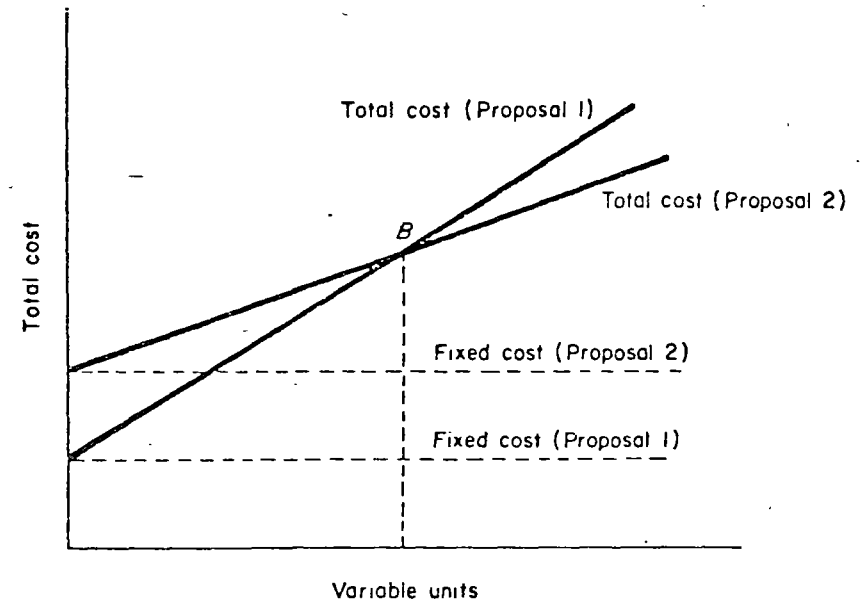 Total cost (Proposal 1)
Total cost (Proposal 2)
B
Total cost
Fixed cost (Proposal 2)
Fixed cost (Proposal 1)
Variable units